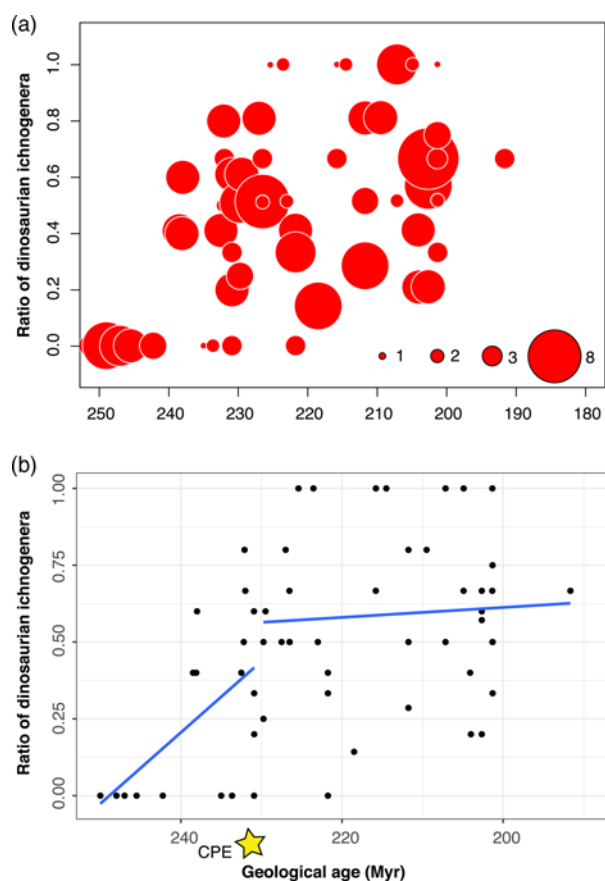 (a)
Ratio of dinosaurian ichnogenera
1.0
0.8
0.6
0.4
0.2
0.0
1 2 3 8
250 240 230 220 210 200 190 180
(b)
Ratio of dinosaurian ichnogenera
1.00
0.75
0.50
0.25
0.00
240 220 200
CPE
Geological age (Myr)